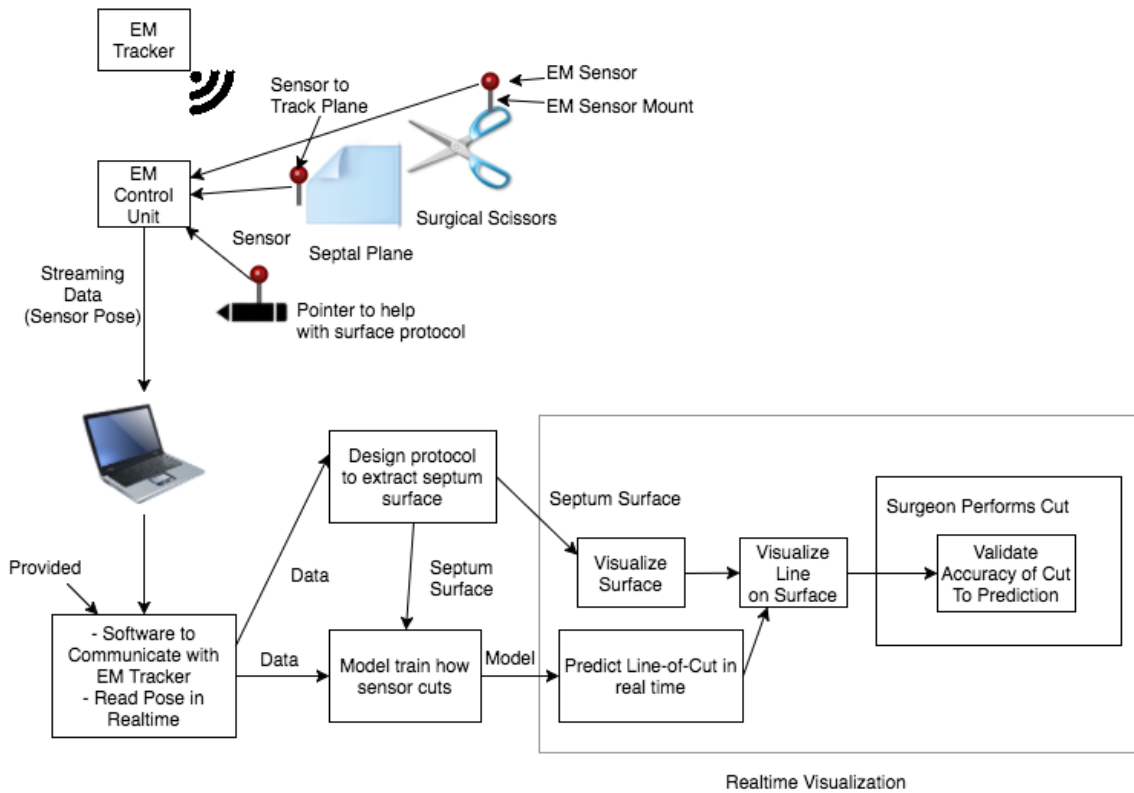 EM
Tracker
Sensor to
Track Plane
EM Sensor
EM Sensor Mount
EM
Control
Unit
Surgical Scissors
Sensor
Septal Plane
Streaming
Data
(Sensor Pose)
Pointer to help
with surface protocol
Design protocol
to extract septum
surface
Septum Surface
Surgeon Performs Cut
Visualize
Surface
Visualize
Line
on Surface
Validate
Accuracy of Cut
To Prediction
Provided
Data
Septum
Surface
- Software to
Communicate with
EM Tracker
- Read Pose in
Realtime
Data
Model train how
sensor cuts
Model
Predict Line-of-Cut in
real time
Realtime Visualization